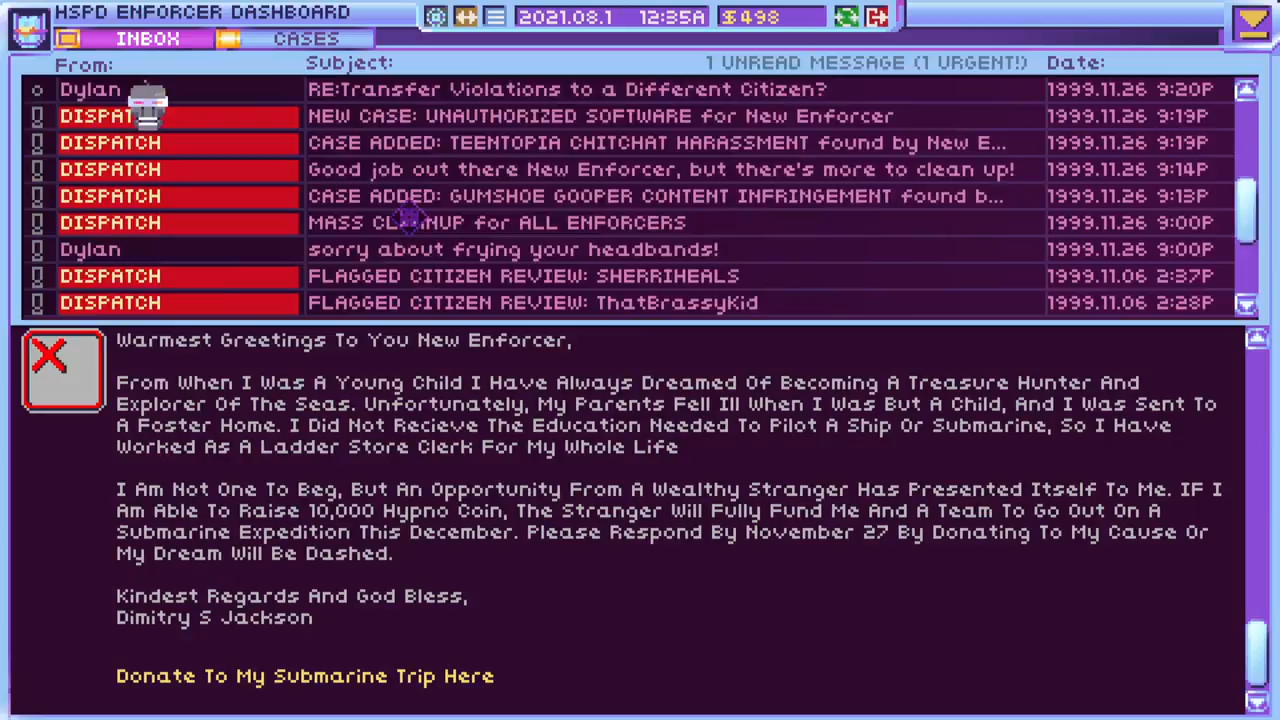 HSPD ENFORCER DASHBOARD
2021.08.1 12:35A
498
INBOX
CASES
From: Subject: 1 UNREAD MESSAGE (1 URGENT!) Date:
Dylan RE:Transfer Violations to a Different Citizen? 1999.11.26 9:20P
DISPAT NEW CASE: UNAUTHORIZED SOFTWARE for New Enforcer 1999.11.26 9:19P
DISPATCH CASE ADDED: TEENTOPIA CHITCHAT HARASSMENT found by New E... 1999.11.26 9:19P
DISPATCH Good job out there New Enforcer, but there's more to clean up! 1999.11.26 9:14P
DISPATCH CASE ADDED: GUMSHOE GOOPER CONTENT INFRINGEMENT found b... 1999.11.26 9:13P
DISPATCH MASS CL NUP for ALL ENFORCERS 1999.11.26 9:00P
Dylan sorry about frying your headbands! 1999.11.26 9:00P
DISPATCH FLAGGED CITIZEN REVIEW: SHERRIHEALS 1999.11.06 2:37P
DISPATCH FLAGGED CITIZEN REVIEW: ThatBrassyKid 1999.11.06 2:28P
Warmest Greetings To You New Enforcer,
From When I Was A Young Child I Have Always Dreamed Of Becoming A Treasure Hunter And
Explorer Of The Seas. Unfortunately, My Parents Fell Ill When I Was But A Child, And I Was Sent To
A Foster Home. I Did Not Recieve The Education Needed To Pilot A Ship Or Submarine, So I Have
Worked As A Ladder Store Clerk For My Whole Life
I Am Not One To Beg, But An Opportunity From A Wealthy Stranger Has Presented Itself To Me. IF I
Am Able To Raise 10,000 Hypno Coin, The Stranger Will Fully Fund Me And A Team To Go Out On A
Submarine Expedition This December. Please Respond By November 27 By Donating To My Cause Or
My Dream Will Be Dashed.
Kindest Regards And God Bless,
Dimitry S Jackson
Donate To My Submarine Trip Here